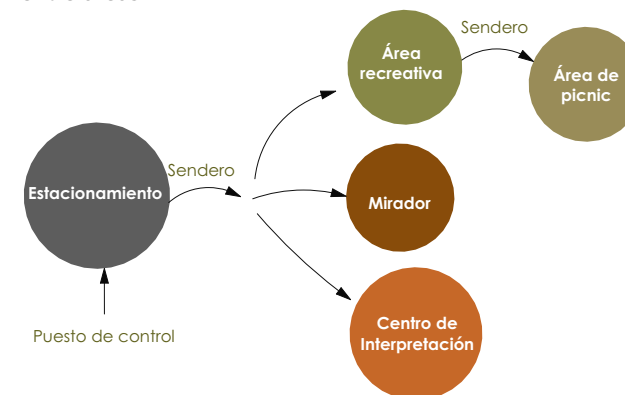 Sendero
Área
recreativa
Área de
picnic
Sendero
Estacionamiento
Mirador
Centro de
Interpretación
Puesto de control